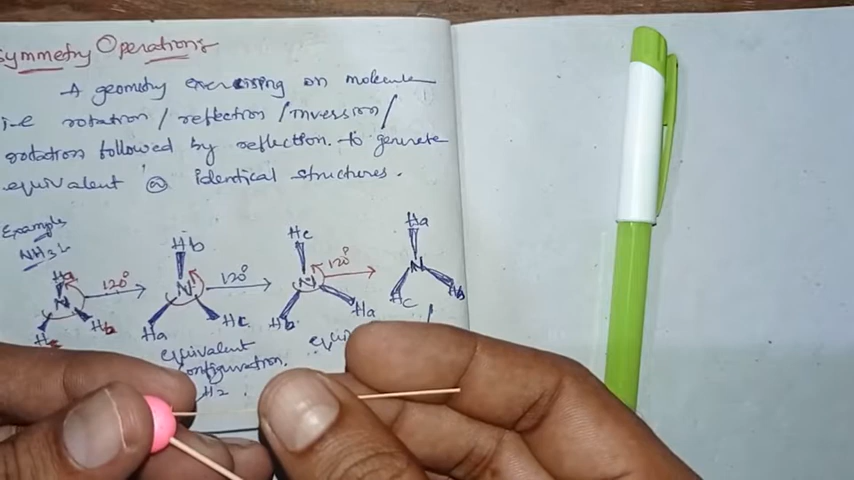 Symmetry Operations
A geometry exercising on molecule
i.e rotation / reflection / inversion /
rotation followed by reflection. to generate
equivalent @ identical structures.
Example
NH3
Ha 120° Hb 120° Hc 120° Ha
N N N N
Hb Ha Hc Hb Ha Hc Hb
equivalent
configuration.